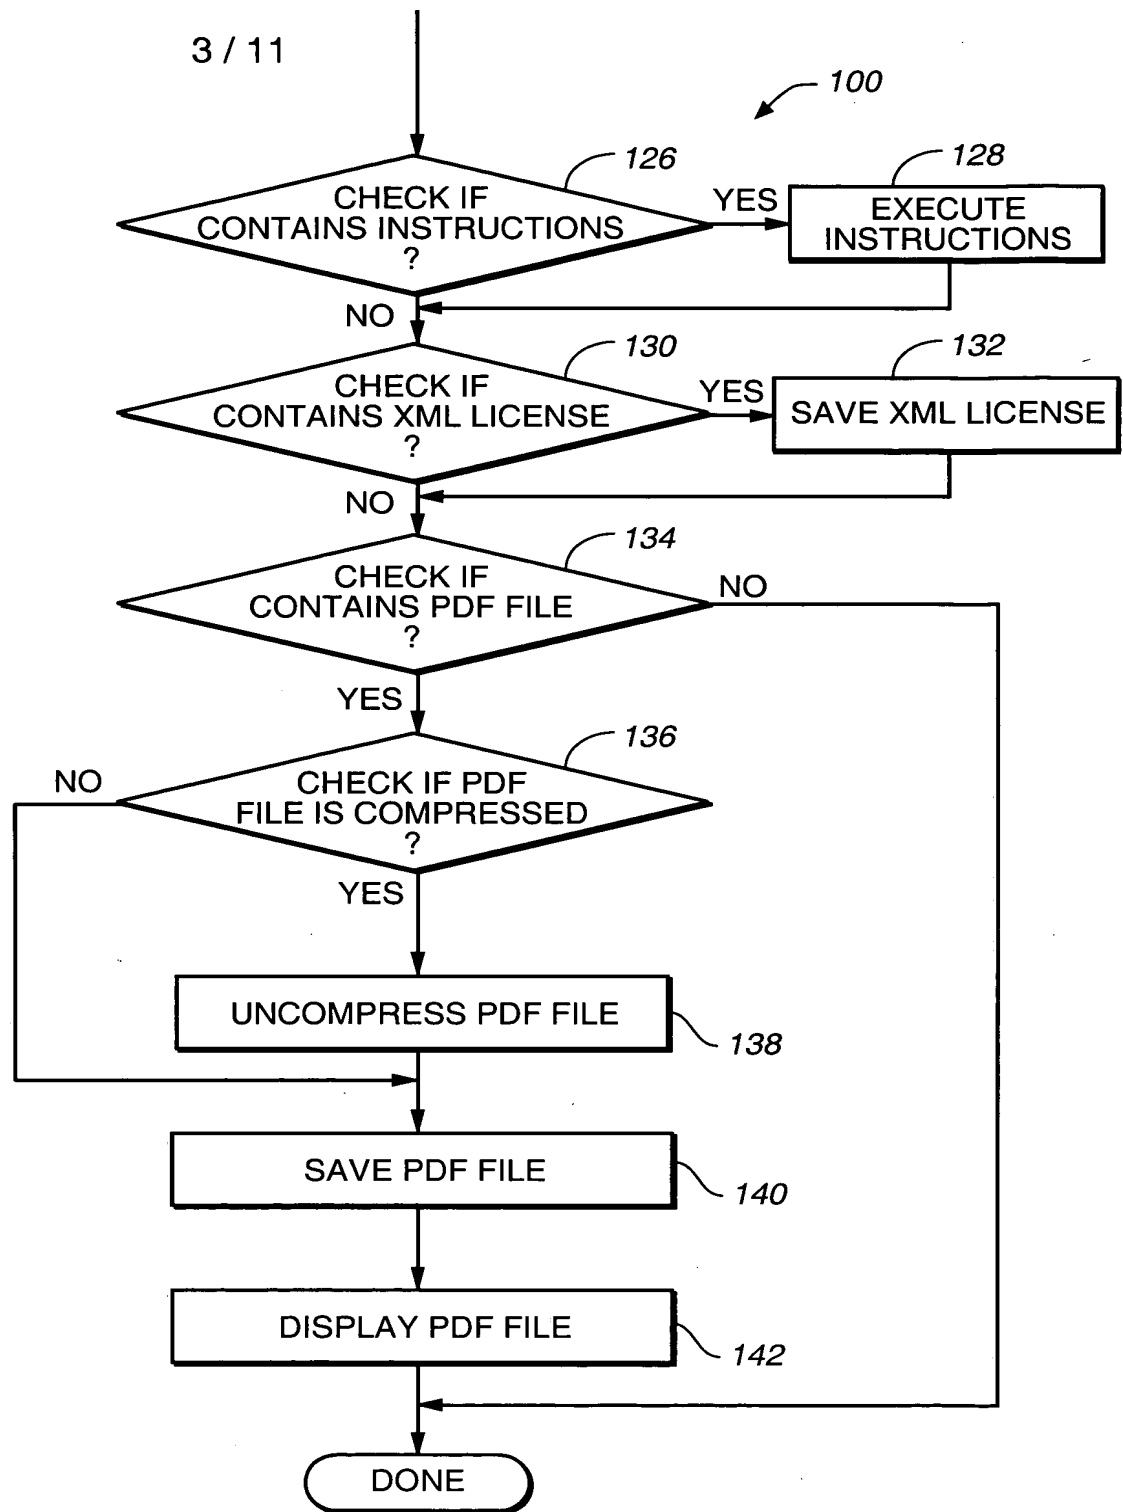 3 / 11
100
126
CHECK IF
CONTAINS INSTRUCTIONS
?
YES
128
EXECUTE
INSTRUCTIONS
NO
130
CHECK IF
CONTAINS XML LICENSE
?
YES
132
SAVE XML LICENSE
NO
134
CHECK IF
CONTAINS PDF FILE
?
NO
YES
136
CHECK IF PDF
FILE IS COMPRESSED
?
NO
YES
UNCOMPRESS PDF FILE
138
SAVE PDF FILE
140
DISPLAY PDF FILE
142
DONE